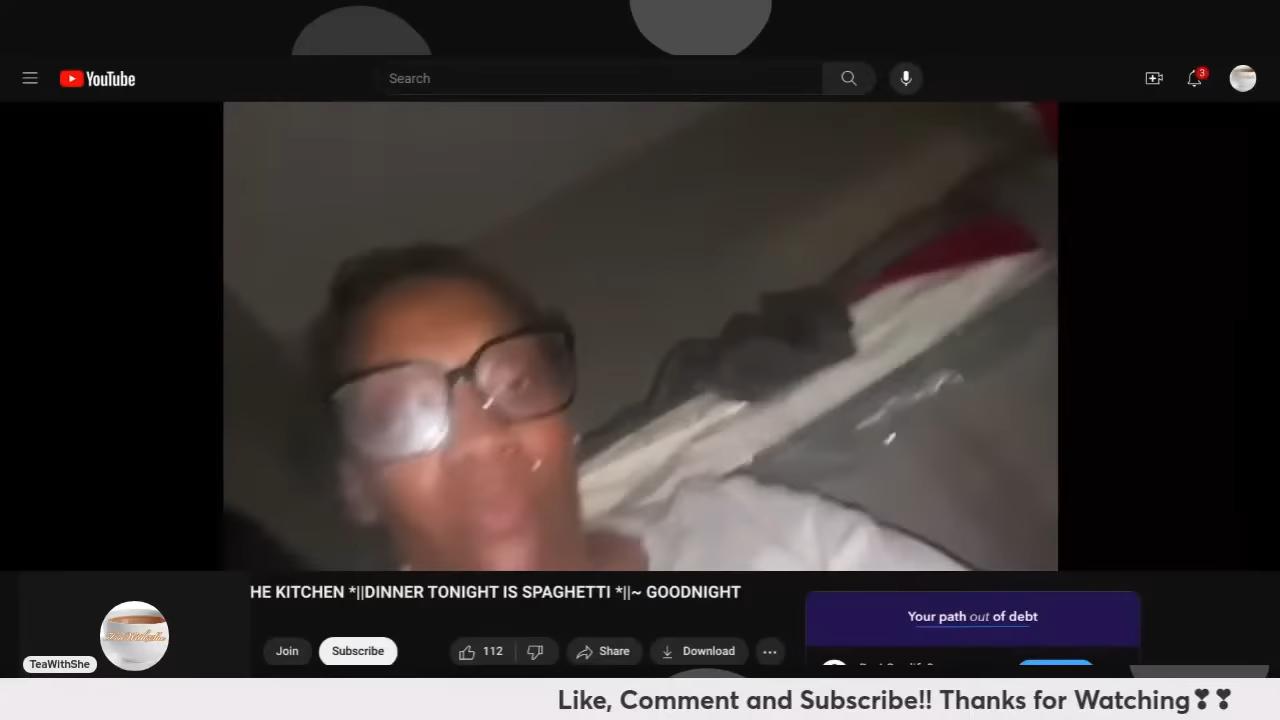 YouTube
Search
3
HE KITCHEN *||DINNER TONIGHT IS SPAGHETTI *||~ GOODNIGHT
Your path out of debt
Join
Subscribe
112
Share
Download
TeaWithShe
Like, Comment and Subscribe!! Thanks for Watching❣❣